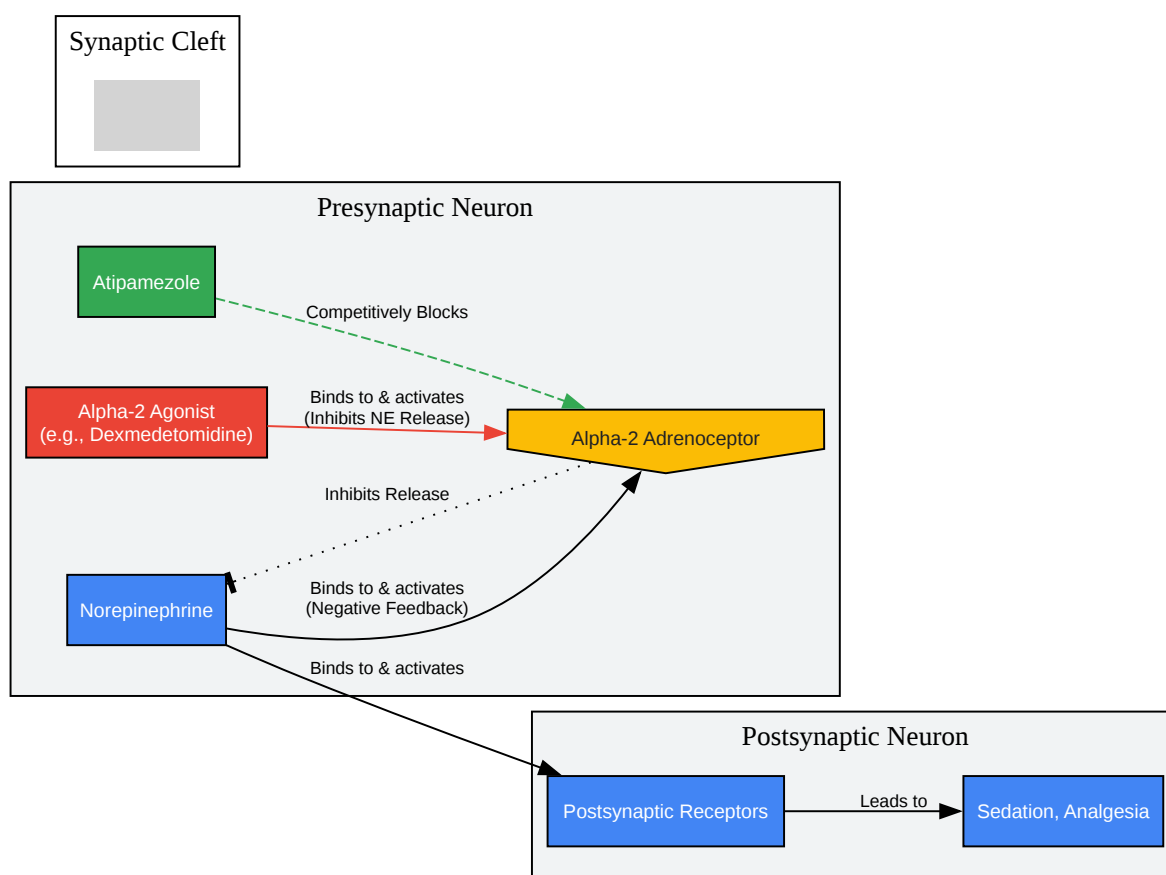 Synaptic Cleft
Presynaptic Neuron
Atipamezole
Competitively Blocks
Alpha-2 Agonist
(e.g., Dexmedetomidine)
Binds to & activates
(Inhibits NE Release)
Alpha-2 Adrenoceptor
Inhibits Release
Norepinephrine
Binds to & activates
(Negative Feedback)
Binds to & activates
Postsynaptic Neuron
Postsynaptic Receptors
Leads to
Sedation, Analgesia